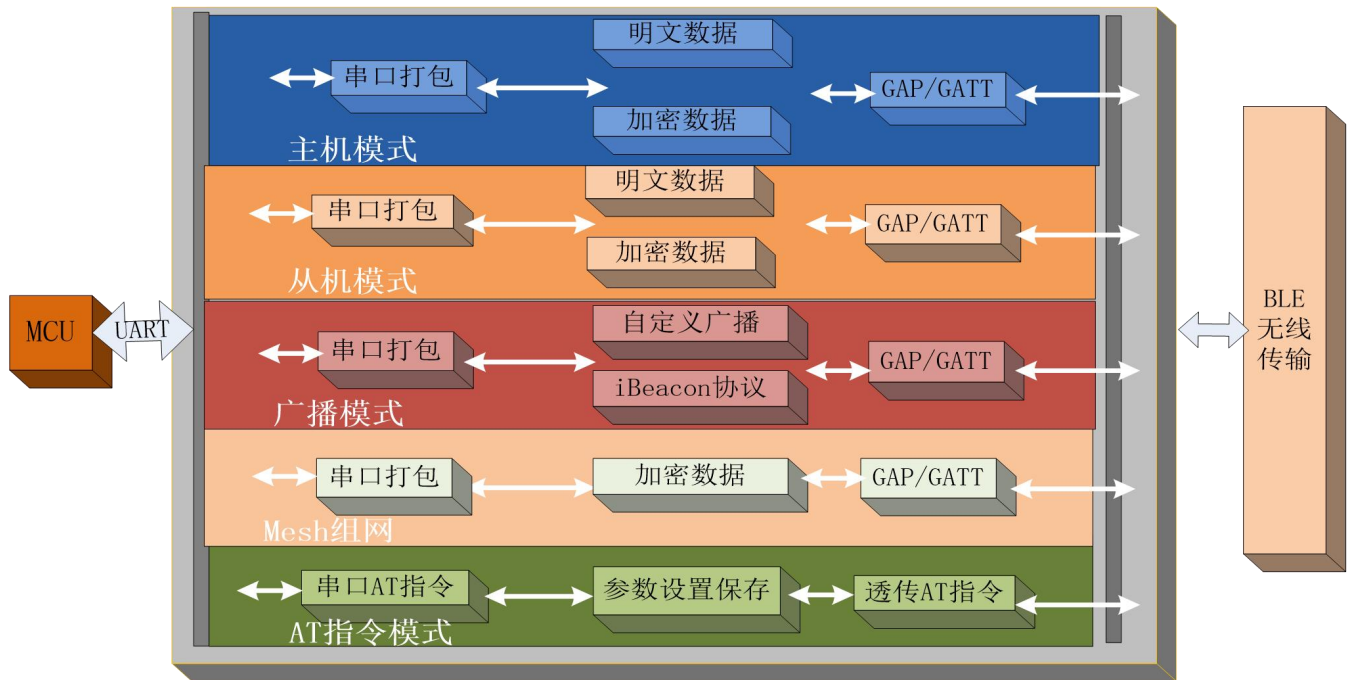 明文数据
串口打包
GAP/GATT
加密数据
主机模式
明文数据
串口打包
GAP/GATT
加密数据
从机模式
MCU
UART
自定义广播
串口打包
GAP/GATT
iBeacon协议
广播模式
BLE
无线
传输
串口打包
加密数据
GAP/GATT
Mesh组网
串口AT指令
参数设置保存
透传AT指令
AT指令模式